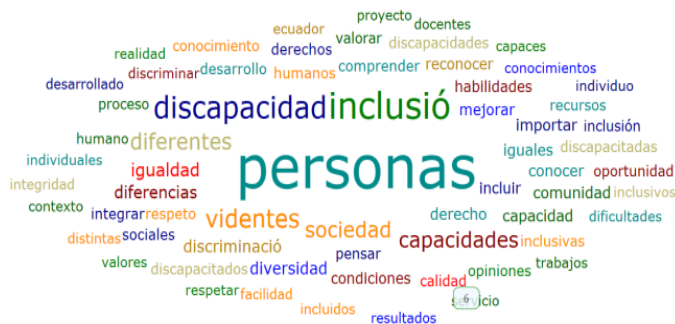 proyecto
ecuador docentes
conocimiento derechos valorar discapacidades capaces
realidad reconocer
discriminar desarrollo humanos comprender conocimientos
desarrollado habilidades individuo
proceso discapacidad inclusió mejorar recursos
importar inclusión
humano diferentes iguales discapacitadas
individuales igualdad personas conocer oportunidad
integridad diferencias incluir comunidad inclusivos
contexto integrar respeto videntes sociedad derecho capacidad dificultades
distintas sociales discriminació capacidades inclusivas
valores discapacitados diversidad pensar opiniones trabajos
respetar facilidad condiciones calidad
incluidos servicio
6
resultados